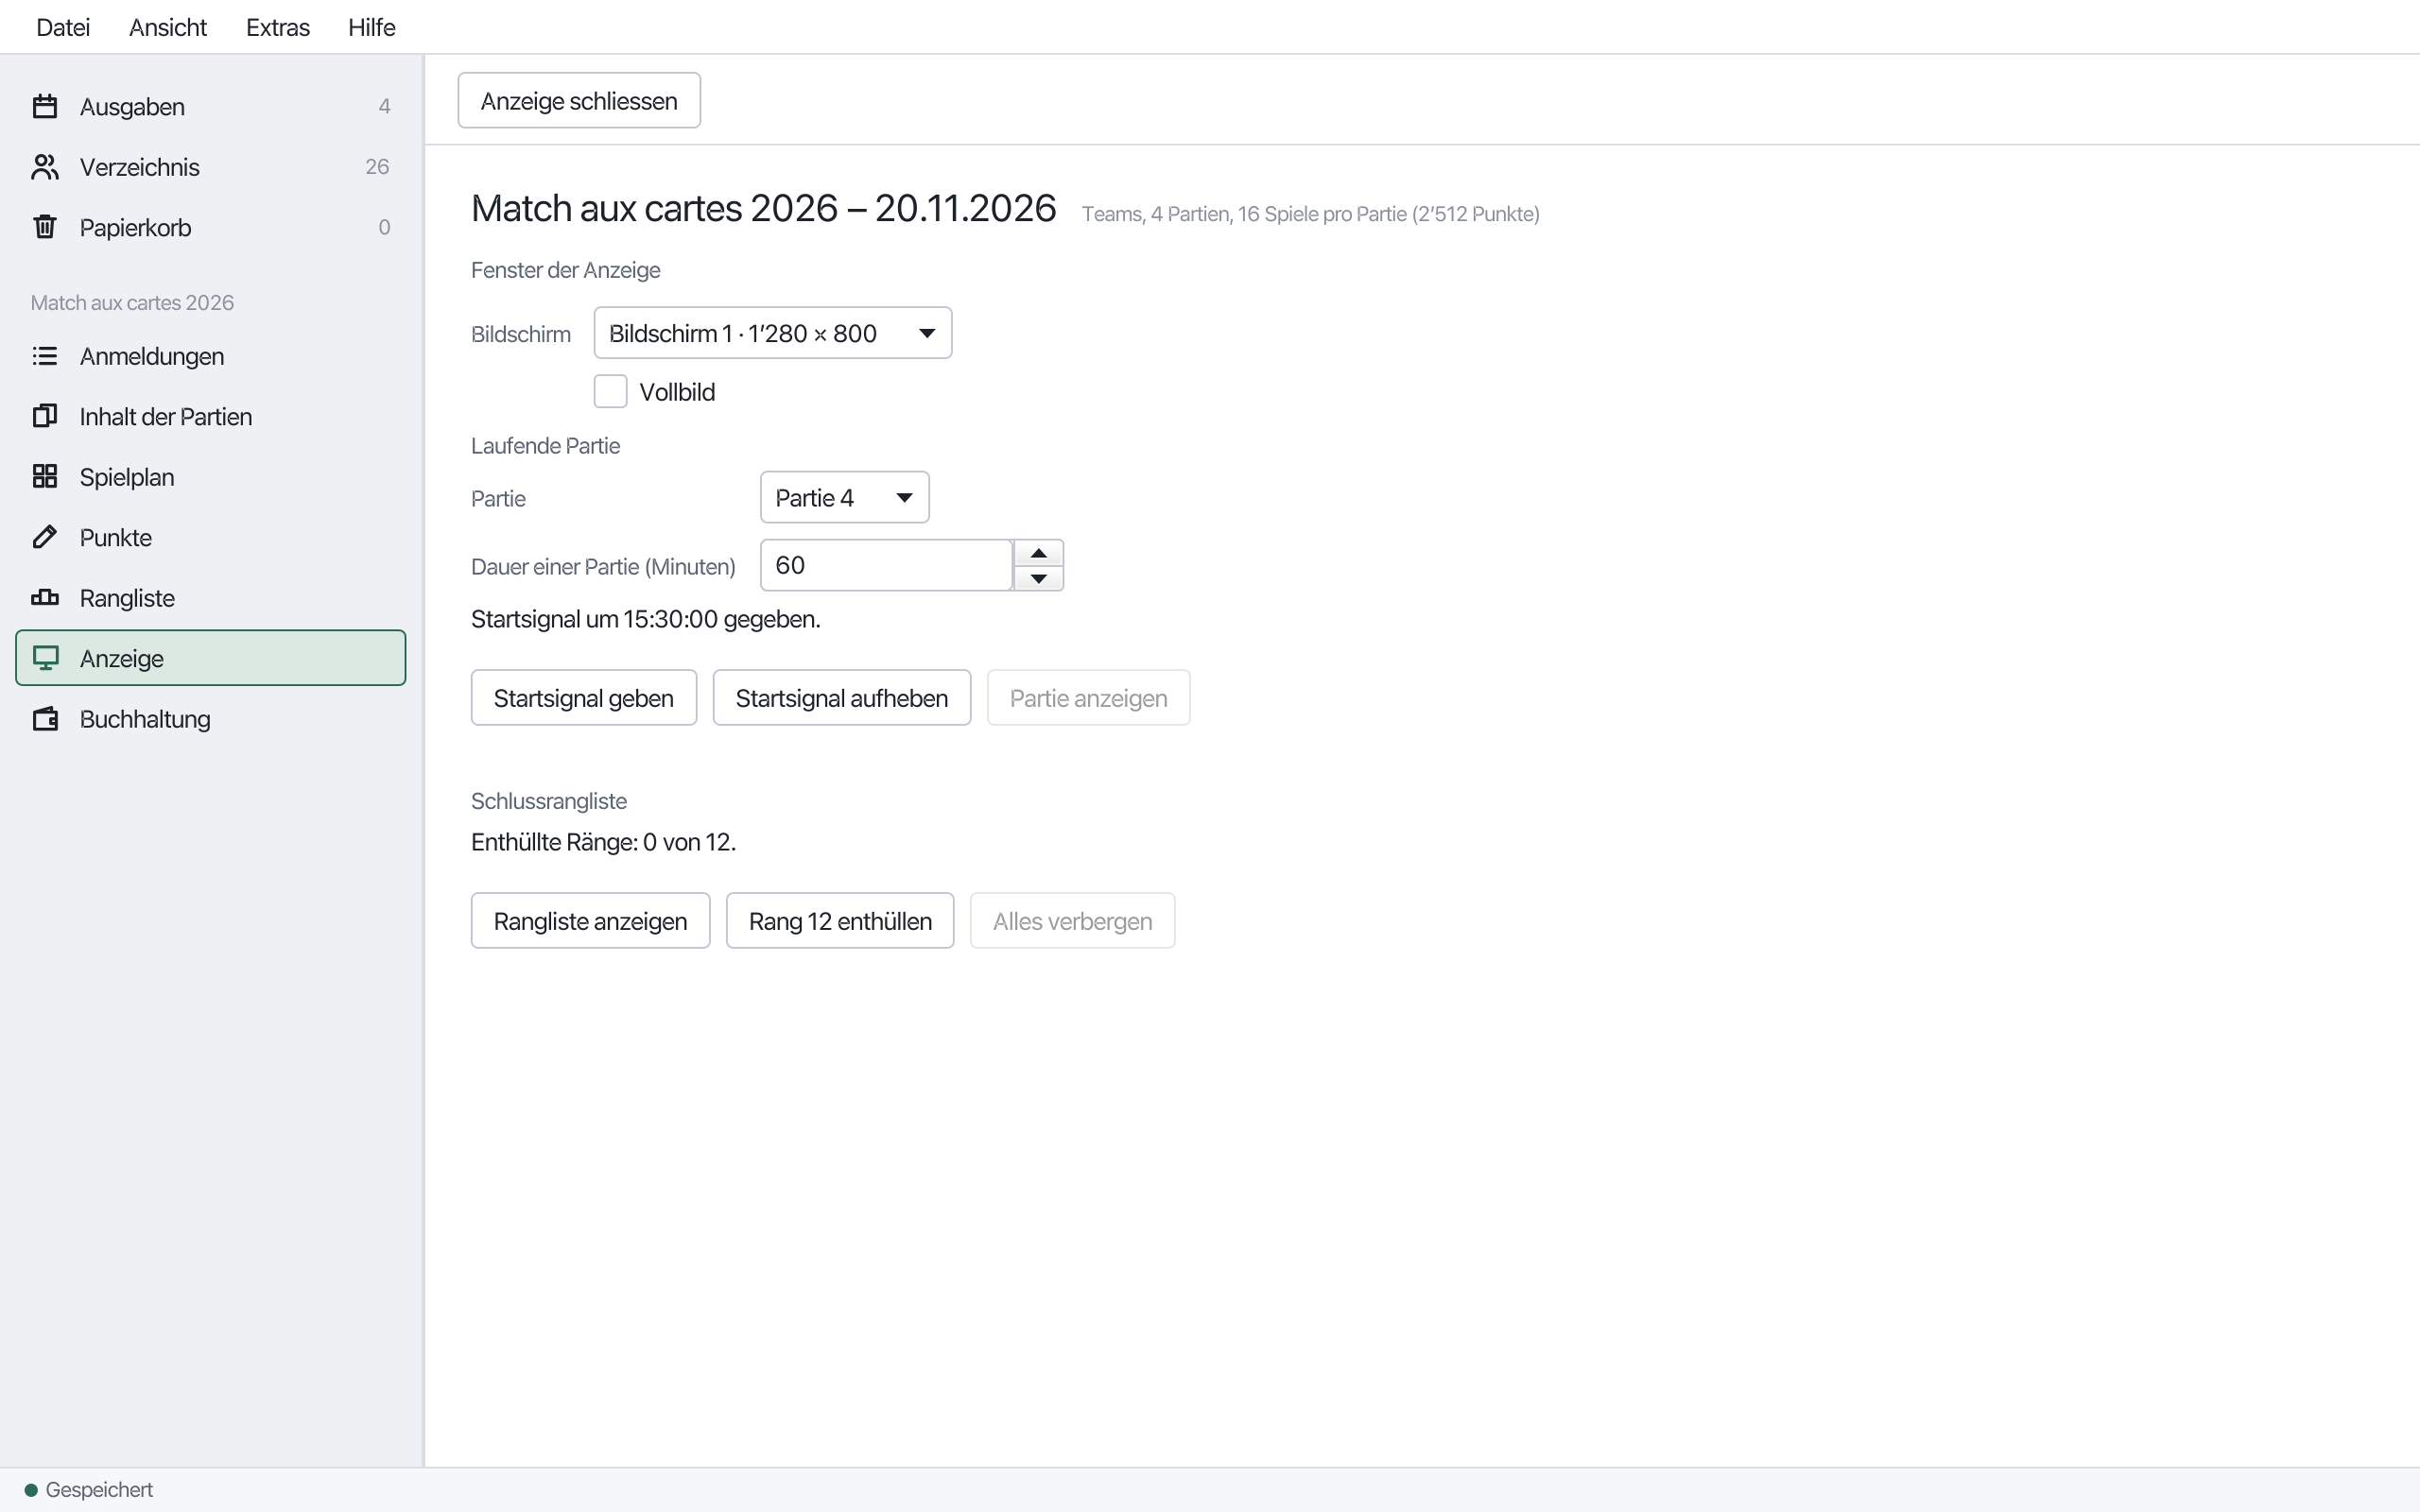 Datei Ansicht Extras Hilfe
Ausgaben 4
Verzeichnis 26
Papierkorb 0
Match aux cartes 2026
Anmeldungen
Inhalt der Partien
Spielplan
Punkte
Rangliste
Anzeige
Buchhaltung
Anzeige schliessen
Match aux cartes 2026 – 20.11.2026 Teams, 4 Partien, 16 Spiele pro Partie (2’512 Punkte)
Fenster der Anzeige
Bildschirm Bildschirm 1 · 1’280 × 800
Vollbild
Laufende Partie
Partie Partie 4
Dauer einer Partie (Minuten) 60
Startsignal um 15:30:00 gegeben.
Startsignal geben Startsignal aufheben Partie anzeigen
Schlussrangliste
Enthüllte Ränge: 0 von 12.
Rangliste anzeigen Rang 12 enthüllen Alles verbergen
Gespeichert